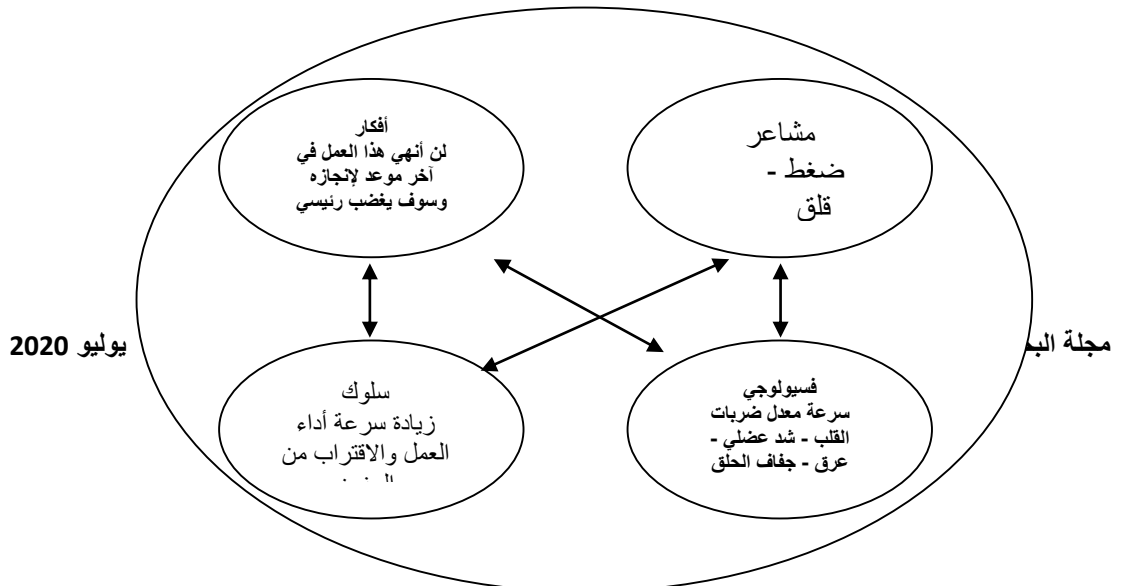 مشاعر
ضغط -
قلق
أفكار
لن أنهي هذا العمل في
آخر موعد لإنجازه
وسوف يغضب رئيسي
مجلة
يوليو 2020
فسيولوجي
سرعة معدل ضربات
القلب - شد عضلي -
عرق - جفاف الحلق
سلوك
زيادة سرعة أداء
العمل والاقتراب من